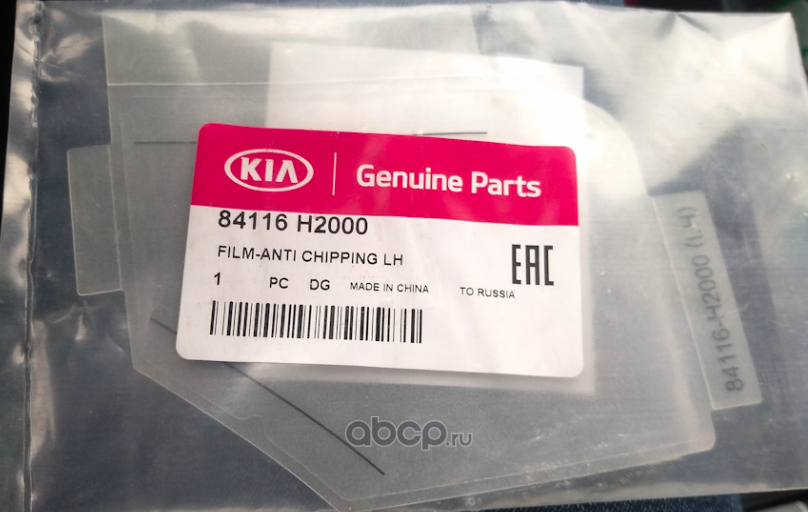 KIA Genuine Parts
84116 H2000
FILM-ANTI CHIPPING LH
EAC
1 PC DG MADE IN CHINA TO RUSSIA
84116-H2000 (LH)
abcp.ru